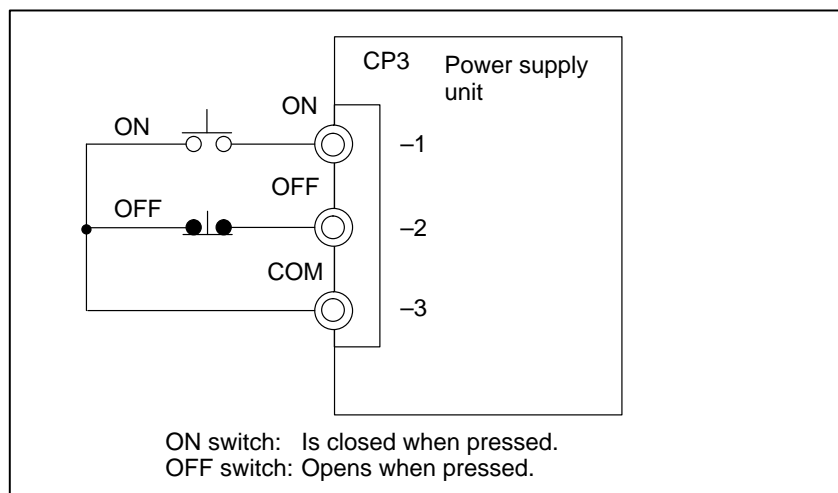 CP3 Power supply
unit
ON
ON
–1
OFF
OFF
–2
COM
–3
ON switch: Is closed when pressed.
OFF switch: Opens when pressed.